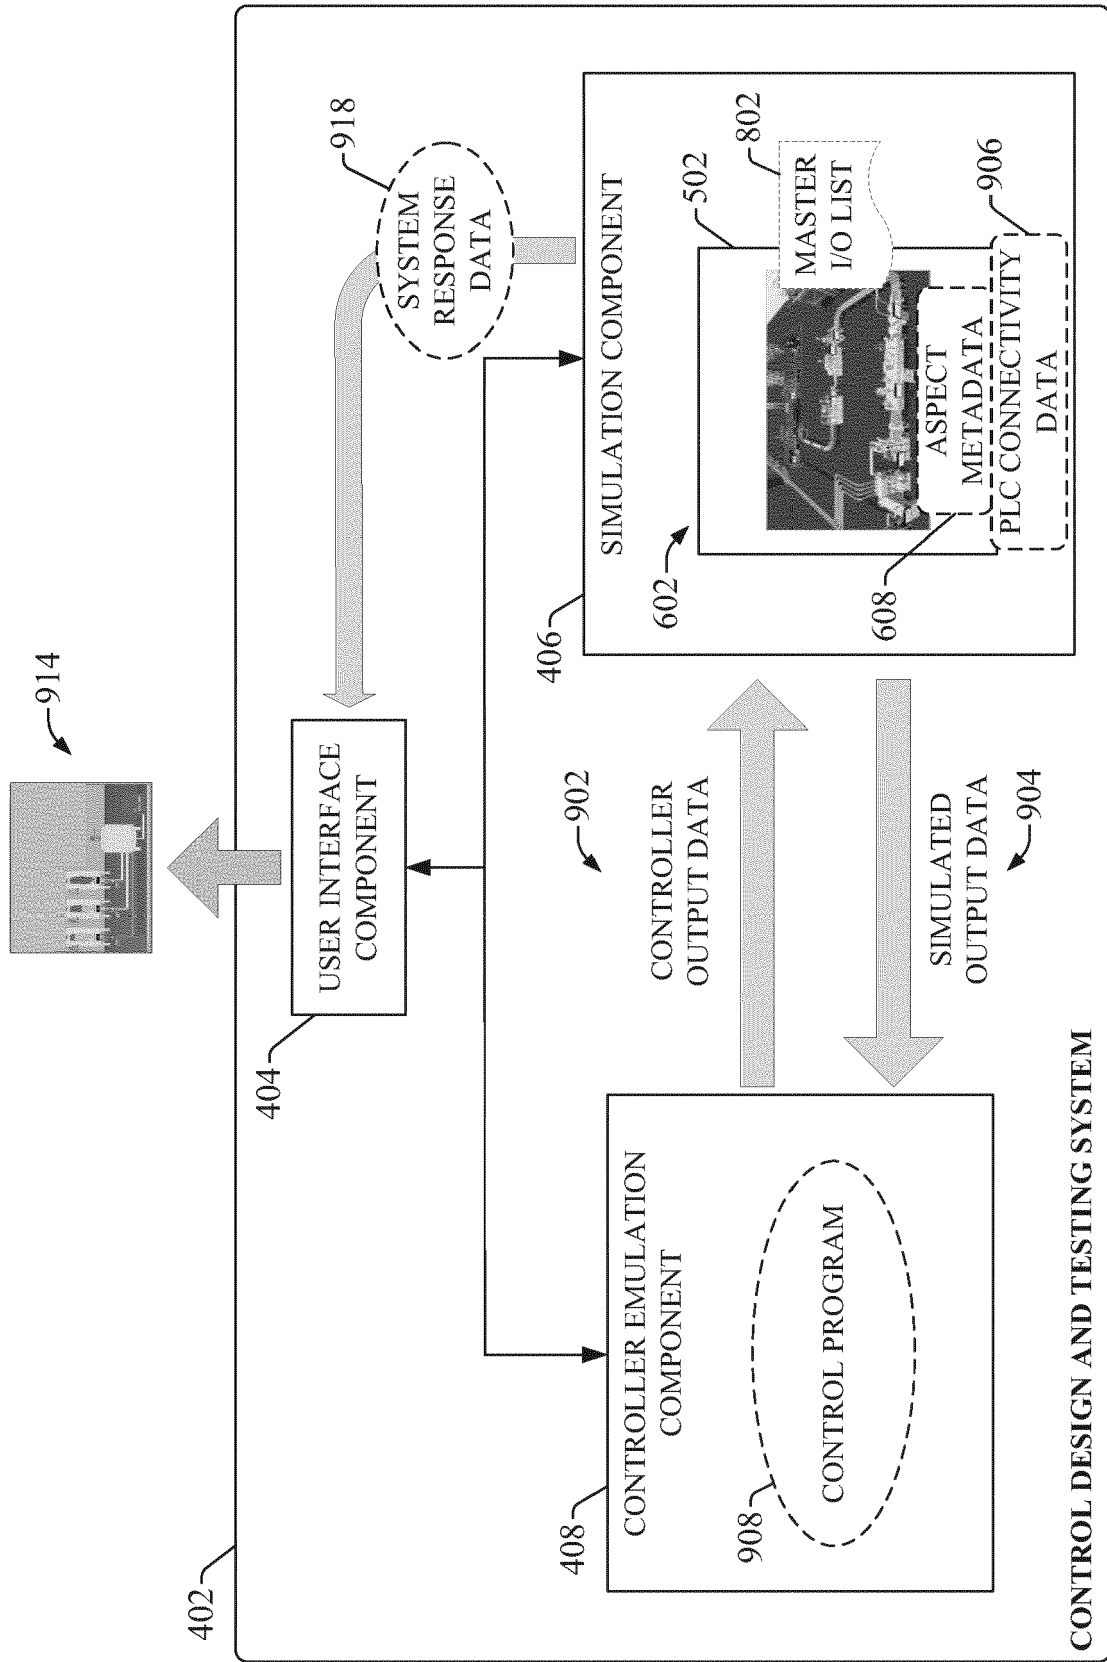 914
402
404
USER INTERFACE
COMPONENT
918
SYSTEM
RESPONSE
DATA
408
CONTROLLER EMULATION
COMPONENT
908
CONTROL PROGRAM
902
CONTROLLER
OUTPUT DATA
SIMULATED
OUTPUT DATA
904
406
SIMULATION COMPONENT
602
502
802
MASTER
I/O LIST
608
ASPECT
METADATA
906
PLC CONNECTIVITY
DATA
CONTROL DESIGN AND TESTING SYSTEM